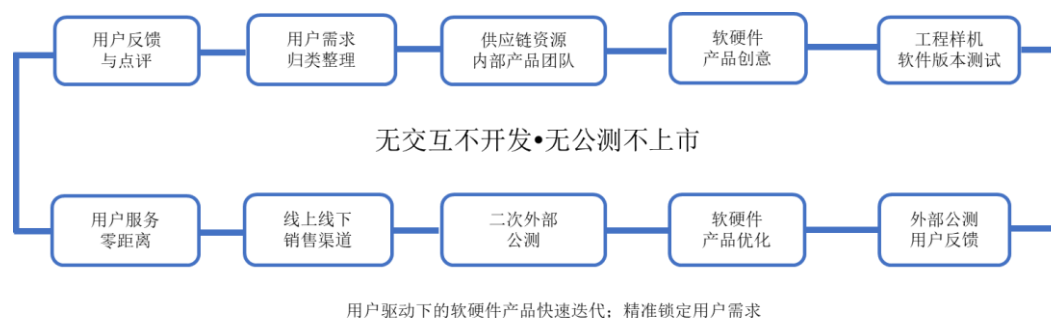 用户反馈
与点评
用户需求
归类整理
供应链资源
内部产品团队
软硬件
产品创意
工程样机
软件版本测试
无交互不开发•无公测不上市
用户服务
零距离
线上线下
销售渠道
二次外部
公测
软硬件
产品优化
外部公测
用户反馈
用户驱动下的软硬件产品快速迭代；精准锁定用户需求